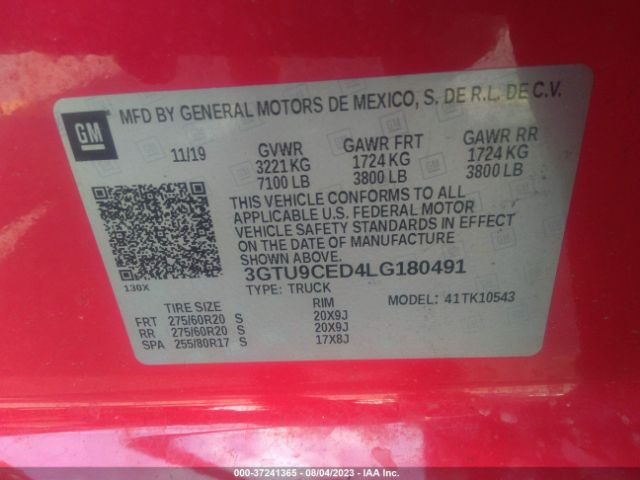 GM
MFD BY GENERAL MOTORS DE MEXICO, S. DE R.L. DE C.V.
11/19 GVWR GAWR FRT GAWR RR
3221 KG 1724 KG 1724 KG
7100 LB 3800 LB 3800 LB
THIS VEHICLE CONFORMS TO ALL
APPLICABLE U.S. FEDERAL MOTOR
VEHICLE SAFETY STANDARDS IN EFFECT
ON THE DATE OF MANUFACTURE
SHOWN ABOVE.
3GTU9CED4LG180491
130X
TYPE: TRUCK MODEL: 41TK10543
TIRE SIZE RIM
FRT 275/60R20 S 20X9J
RR 275/60R20 S 20X9J
SPA 255/80R17 S 17X8J
000-37241365 - 08/04/2023 - IAA Inc.